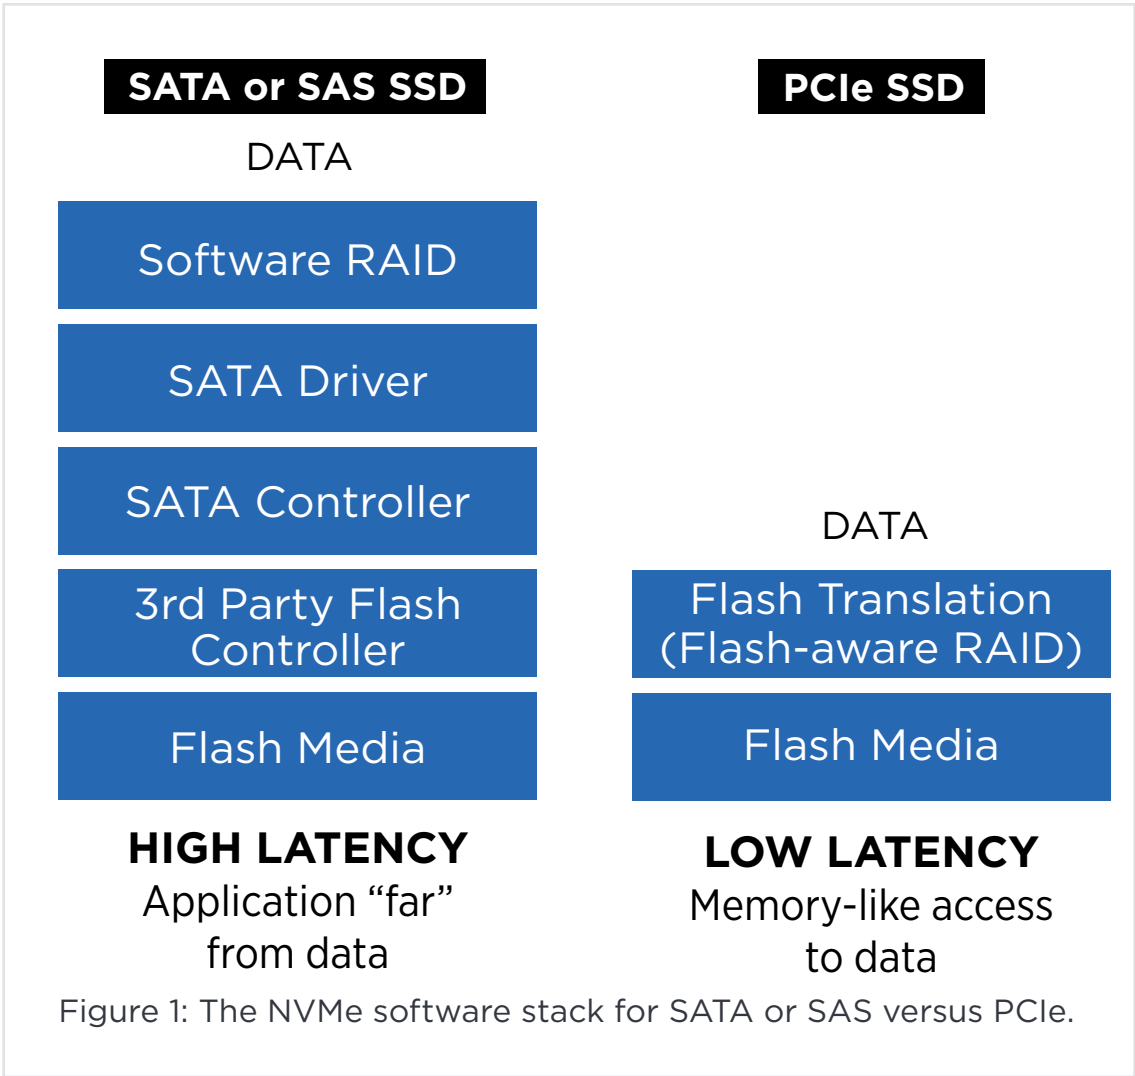 SATA or SAS SSD
DATA
Software RAID
SATA Driver
SATA Controller
3rd Party Flash
Controller
Flash Media
HIGH LATENCY
Application “far”
from data
PCIe SSD
DATA
Flash Translation
(Flash-aware RAID)
Flash Media
LOW LATENCY
Memory-like access
to data
Figure 1: The NVMe software stack for SATA or SAS versus PCIe.